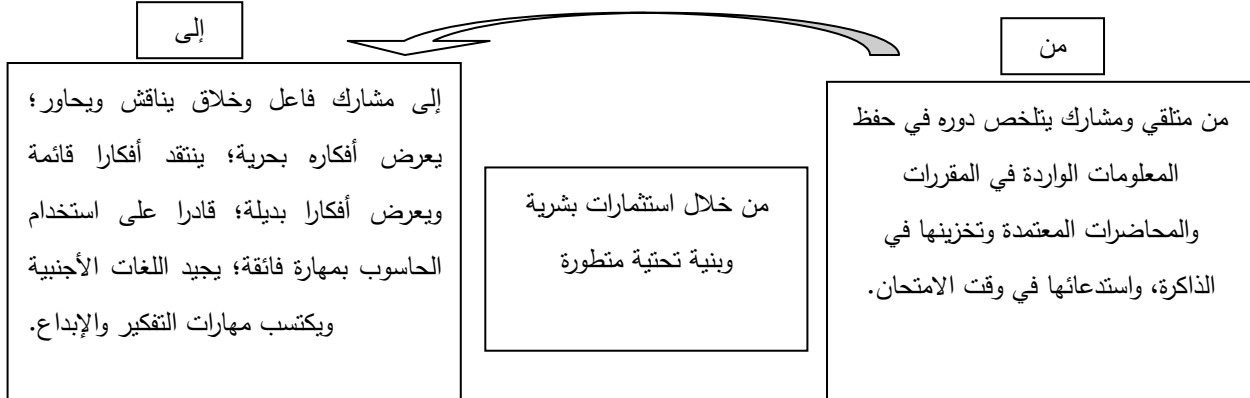 من
من متلقي ومشارك يتلخص دوره في حفظ
المعلومات الواردة في المقررات
والمحاضرات المعتمدة وتخزينها في
الذاكرة، واستدعائها في وقت الامتحان.
من خلال استثمارات بشرية
وبنية تحتية متطورة
إلى
إلى مشارك فاعل وخلاق يناقش ويحاور؛
يعرض أفكاره بحرية؛ ينتقد أفكارا قائمة
ويعرض أفكارا بديلة؛ قادرا على استخدام
الحاسوب بمهارة فائقة؛ يجيد اللغات الأجنبية
ويكتسب مهارات التفكير والإبداع.